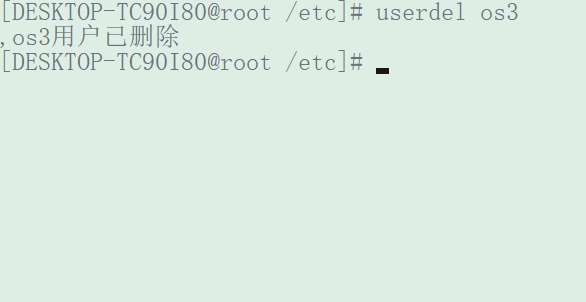 [DESKTOP-TC90I80@root /etc]# userdel os3
,os3用户已删除
[DESKTOP-TC90I80@root /etc]#